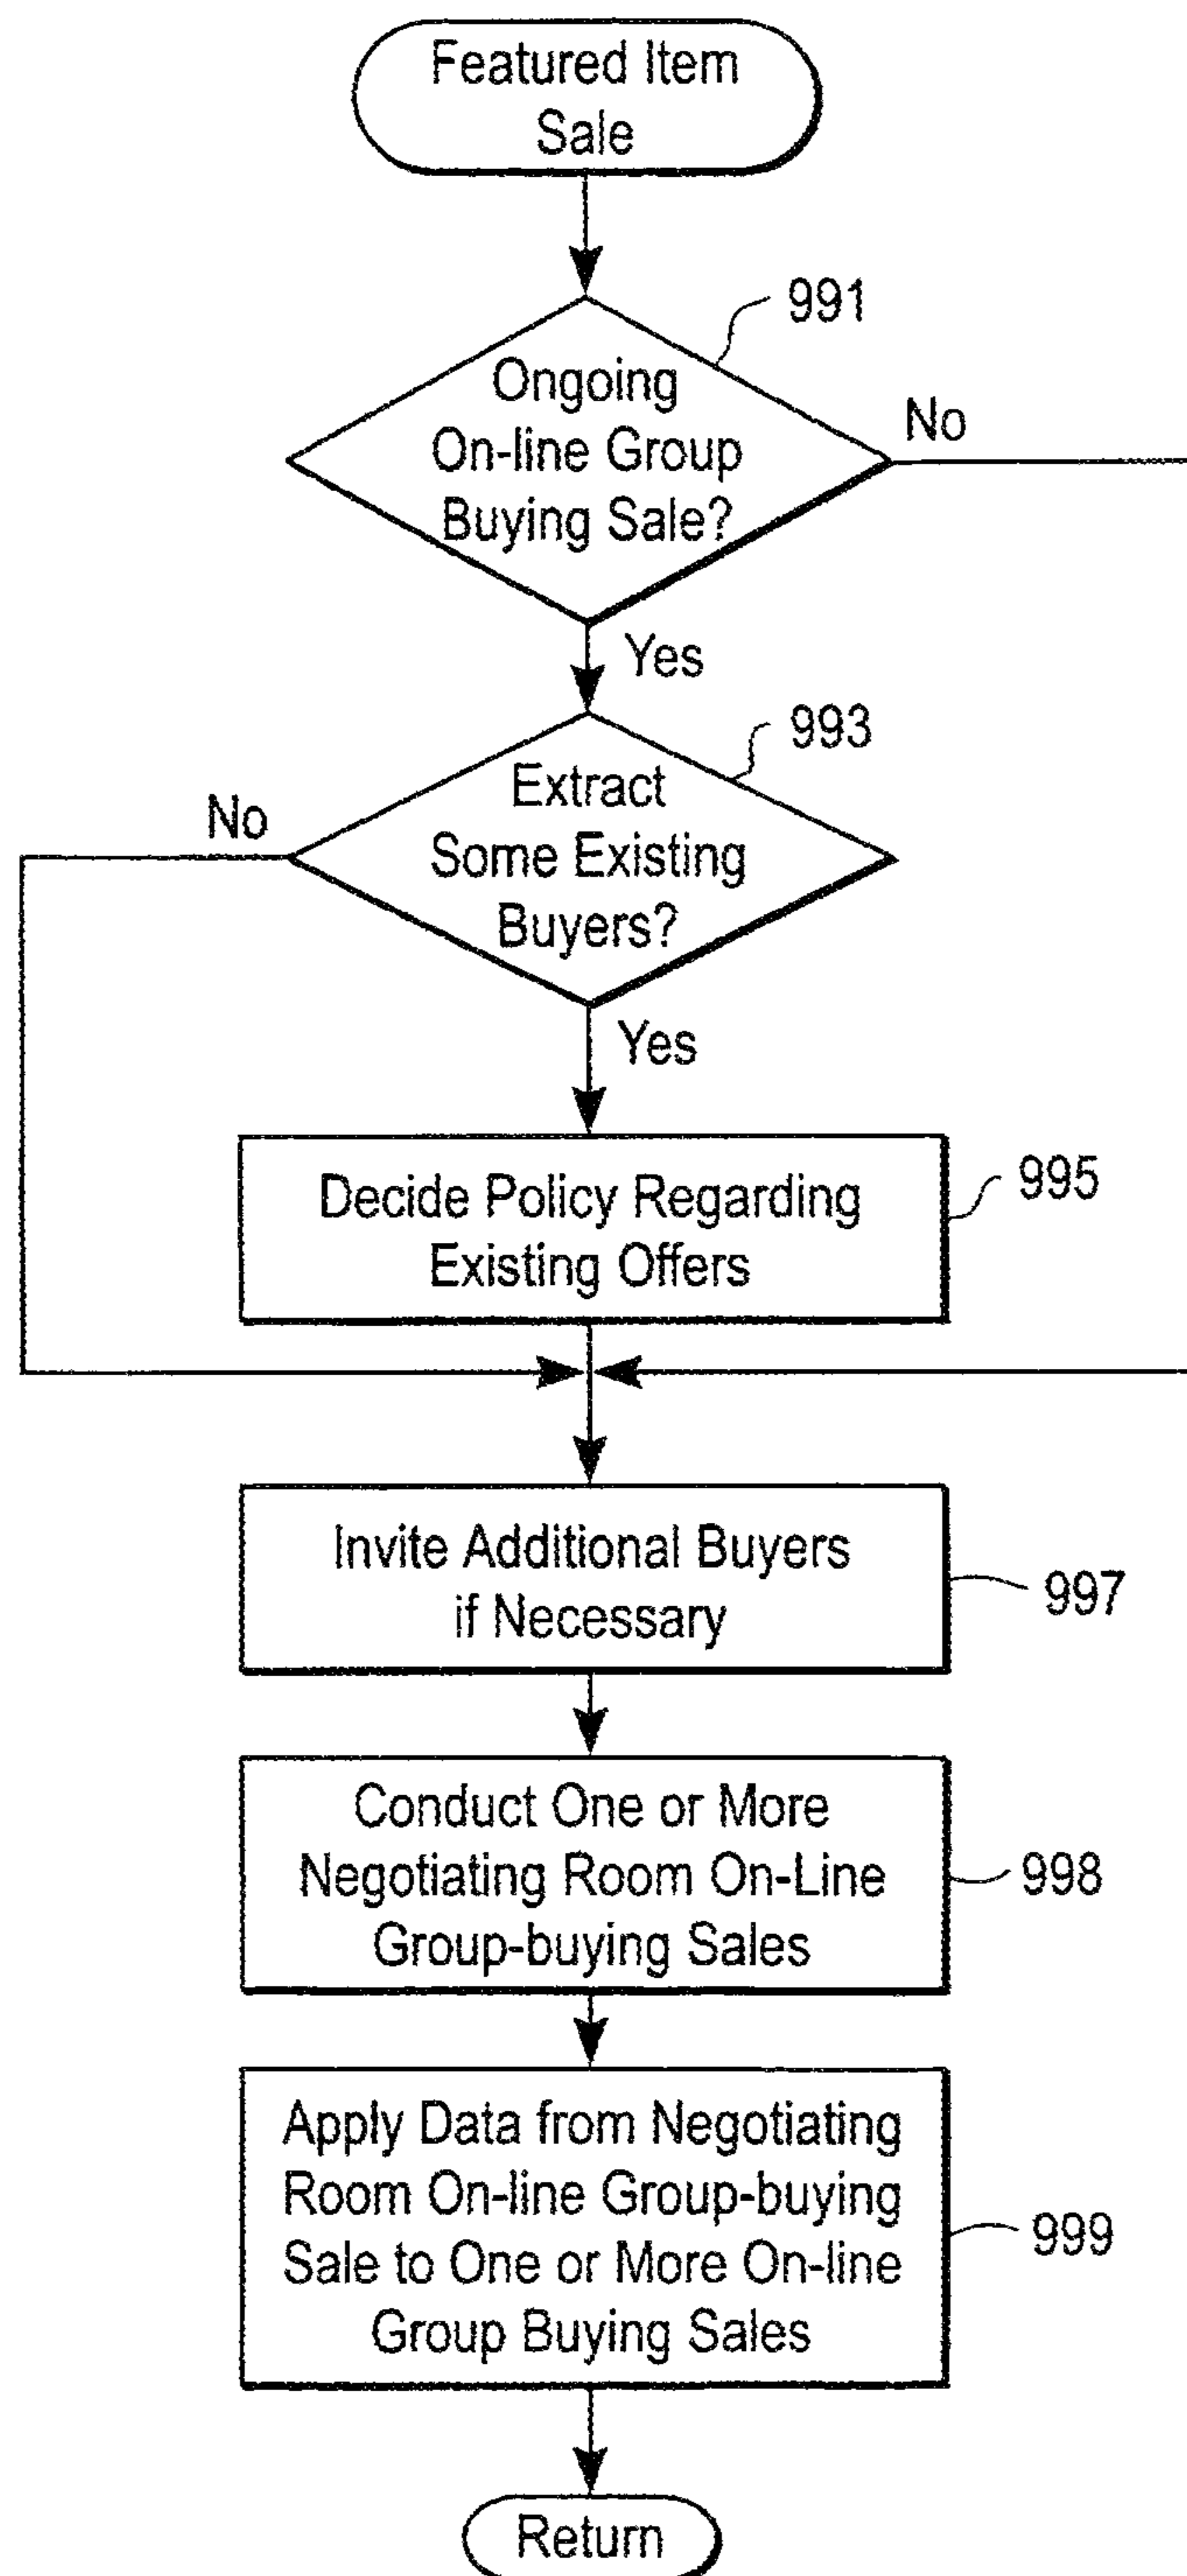 Featured Item
Sale
991
Ongoing
On-line Group
Buying Sale?
No
Yes
993
Extract
Some Existing
Buyers?
No
Yes
995
Decide Policy Regarding
Existing Offers
Invite Additional Buyers
if Necessary
997
Conduct One or More
Negotiating Room On-Line
Group-buying Sales
998
Apply Data from Negotiating
Room On-line Group-buying
Sale to One or More On-line
Group Buying Sales
999
Return